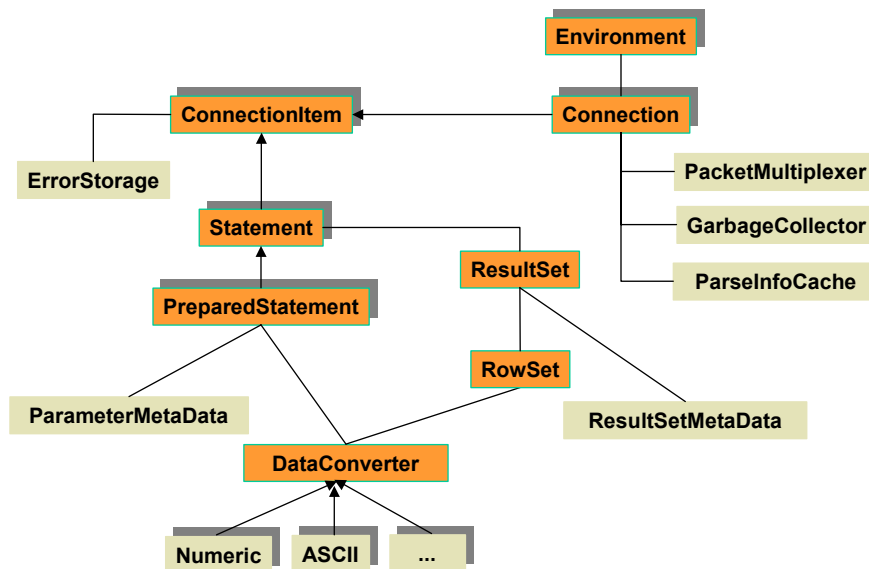 Environment
ConnectionItem
Connection
ErrorStorage
PacketMultiplexer
Statement
GarbageCollector
ResultSet
ParseInfoCache
PreparedStatement
RowSet
ParameterMetaData
ResultSetMetaData
DataConverter
Numeric
ASCII
...